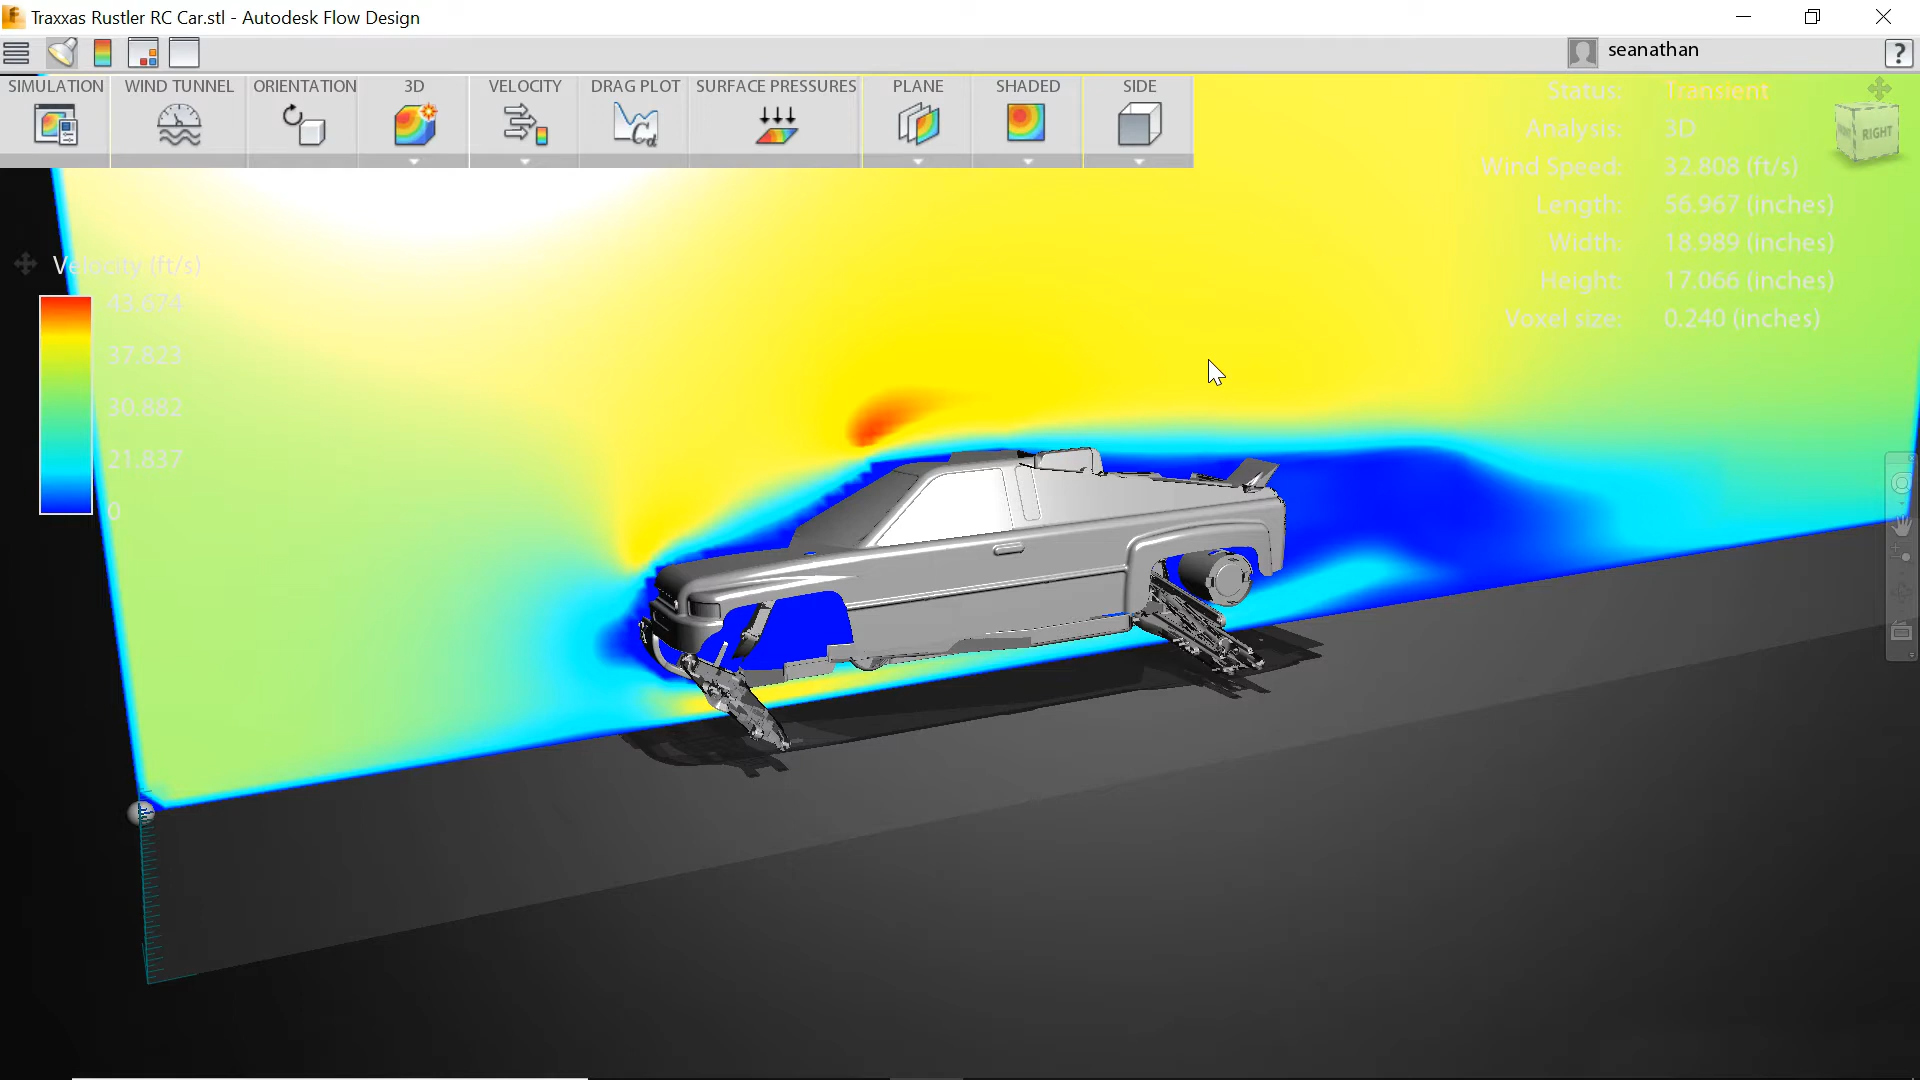 Traxxas Rustler RC Car.stl - Autodesk Flow Design
seanathan
?
SIMULATION WIND TUNNEL ORIENTATION 3D VELOCITY DRAG PLOT SURFACE PRESSURES PLANE SHADED SIDE
Cd
Status: Transient
Analysis: 3D
Wind Speed: 32.808 (ft/s)
Length: 56.967 (inches)
Width: 18.989 (inches)
Height: 17.066 (inches)
Voxel size: 0.240 (inches)
RIGHT
Velocity (ft/s)
43.674
37.823
30.882
21.837
0